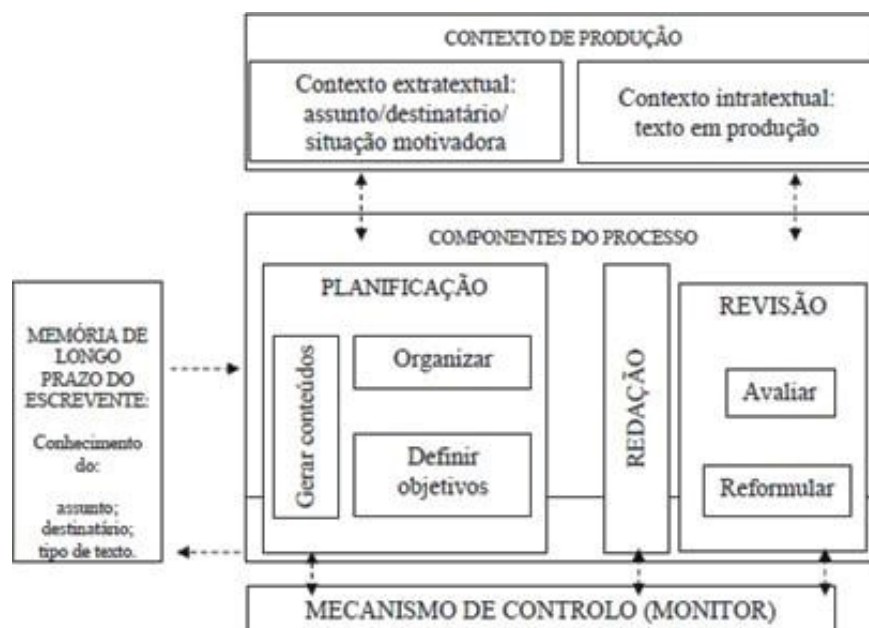 CONTEXTO DE PRODUÇÃO
Contexto extratextual:
assunto/destinatário/
situação motivadora
Contexto intratextual:
texto em produção
COMPONENTES DO PROCESSO
MEMÓRIA DE
LONGO
PRAZO DO
ESCREVENTE:
Conhecimento
do:
assunto;
destinatário;
tipo de texto.
PLANIFICAÇÃO
Gerar conteúdos
Organizar
Definir
objetivos
REDAÇÃO
REVISÃO
Avaliar
Reformular
MECANISMO DE CONTROLO (MONITOR)